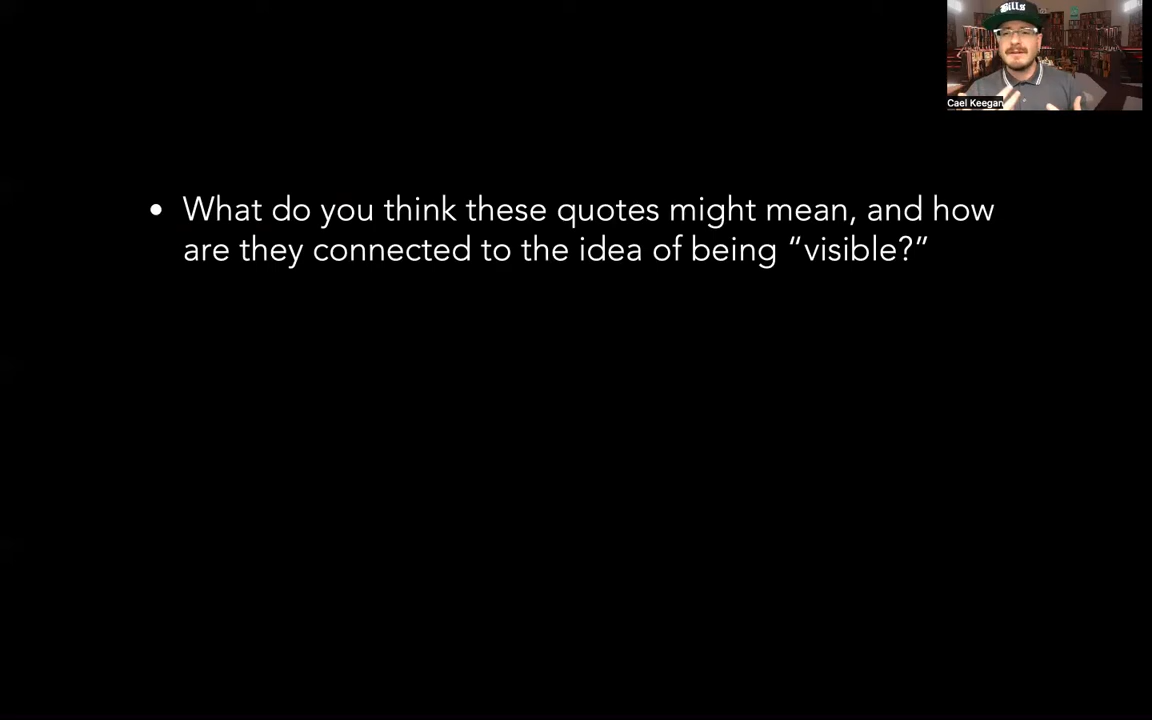 Bills
Cael Keegan
• What do you think these quotes might mean, and how
are they connected to the idea of being “visible?”